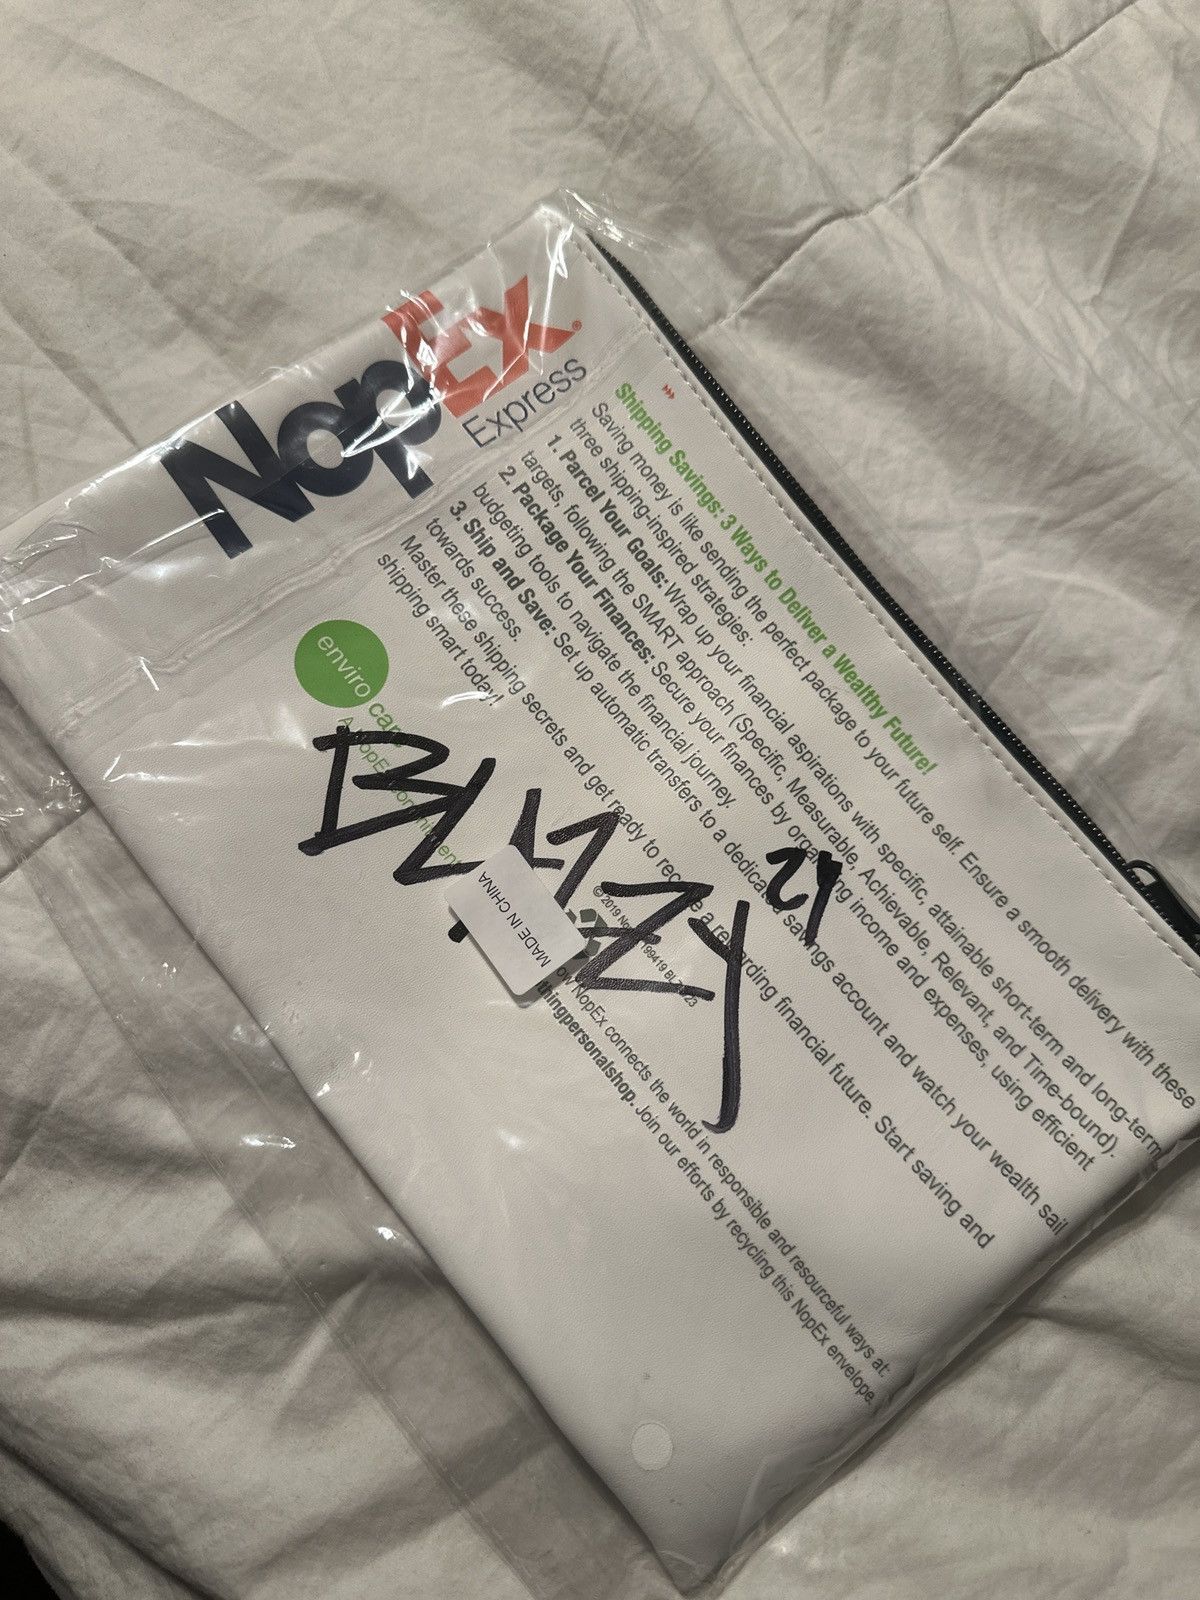 NopEx®
Express
Shipping Savings: 3 Ways to Deliver a Wealthy Future!
Saving money is like sending the perfect package to your future self. Ensure a smooth delivery with these
three shipping-inspired strategies:
1. Parcel Your Goals: Wrap up your financial aspirations with specific, attainable short-term and long-term
targets, following the SMART approach (Specific, Measurable, Achievable, Relevant, and Time-bound).
2. Package Your Finances: Secure your finances by organizing income and expenses, using efficient
budgeting tools to navigate the financial journey.
3. Ship and Save: Set up automatic transfers to a dedicated savings account and watch your wealth sail
towards success.
Master these shipping secrets and get ready to receive a rewarding financial future. Start saving and
shipping smart today!
enviro care
BLAZY 21
MADE IN CHINA
© 2019
NopEx connects the world in responsible and resourceful ways at:
thingpersonalshop. Join our efforts by recycling this NopEx envelope.